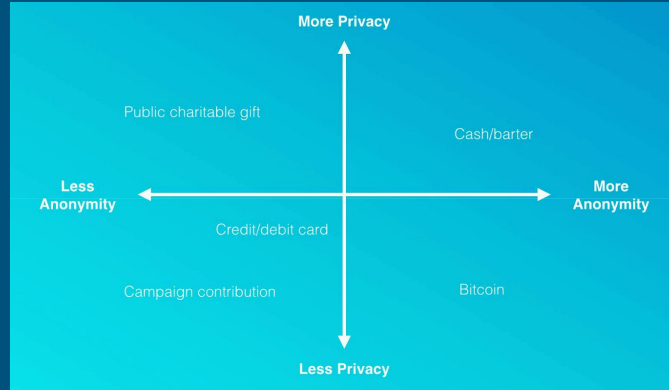 More Privacy
Public charitable gift
Cash/barter
Less
Anonymity
More
Anonymity
Credit/debit card
Campaign contribution
Bitcoin
Less Privacy